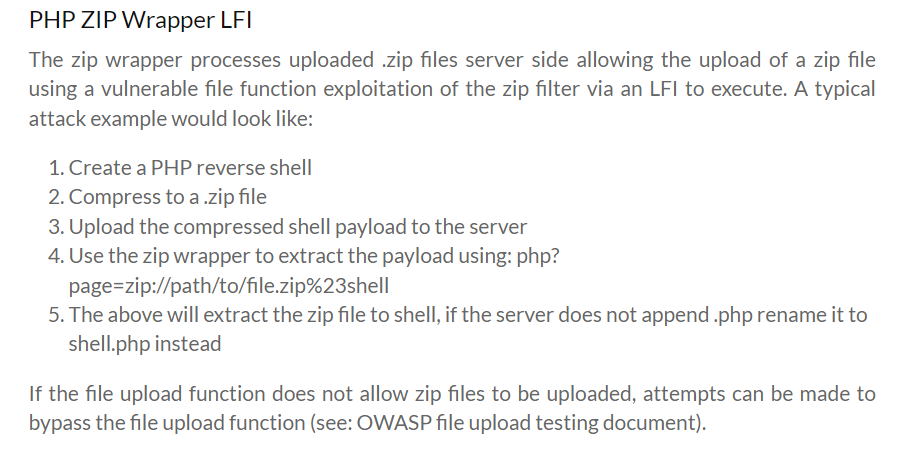 PHP ZIP Wrapper LFI
The zip wrapper processes uploaded .zip files server side allowing the upload of a zip file
using a vulnerable file function exploitation of the zip filter via an LFI to execute. A typical
attack example would look like:
1. Create a PHP reverse shell
2. Compress to a .zip file
3. Upload the compressed shell payload to the server
4. Use the zip wrapper to extract the payload using: php?
page=zip://path/to/file.zip%23shell
5. The above will extract the zip file to shell, if the server does not append .php rename it to
shell.php instead
If the file upload function does not allow zip files to be uploaded, attempts can be made to
bypass the file upload function (see: OWASP file upload testing document).